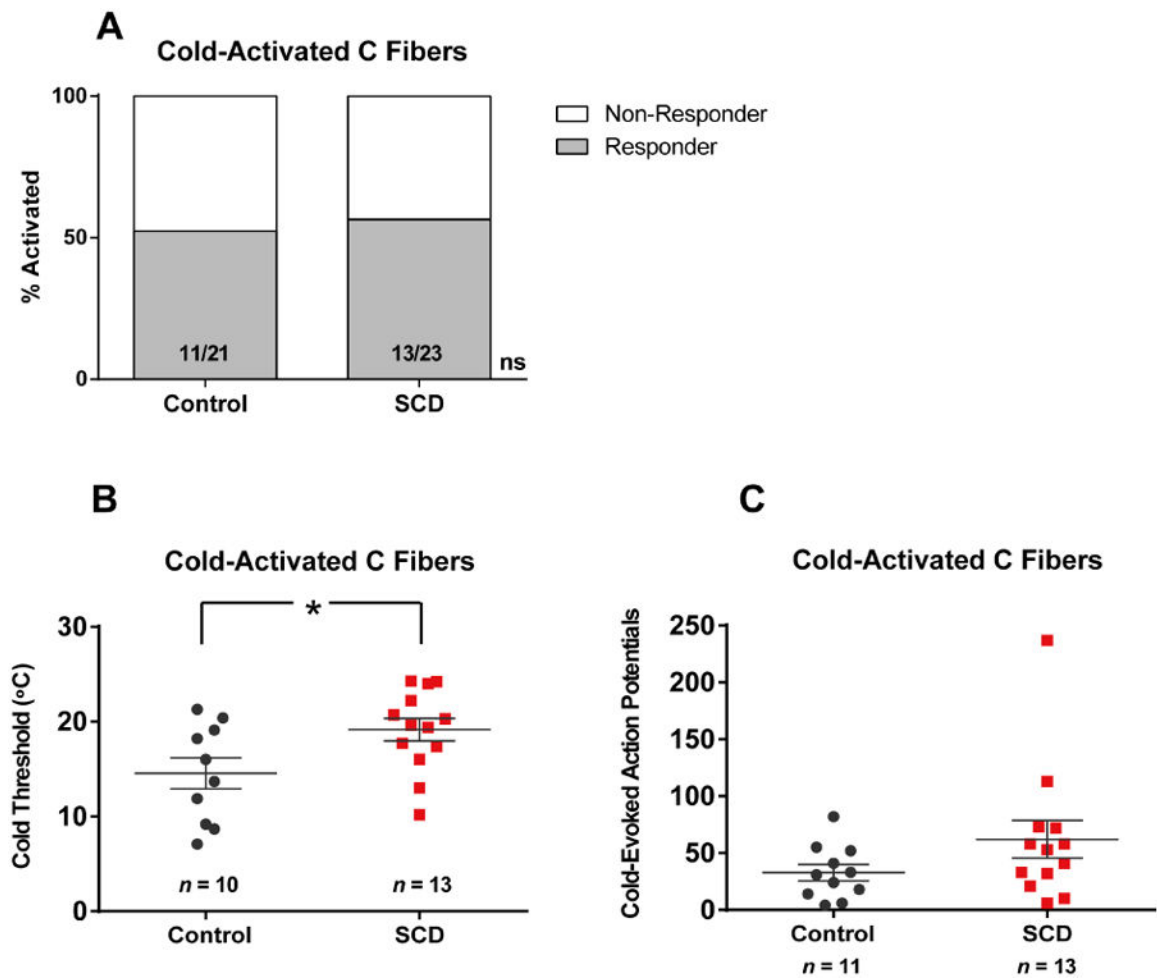 A
Cold-Activated C Fibers
% Activated
100
50
0
11/21
13/23
ns
Control
SCD
Non-Responder
Responder
B
Cold-Activated C Fibers
*
Cold Threshold (ºC)
30
20
10
0
n = 10
n = 13
Control
SCD
C
Cold-Activated C Fibers
Cold-Evoked Action Potentials
250
200
150
100
50
0
Control
SCD
n = 11
n = 13